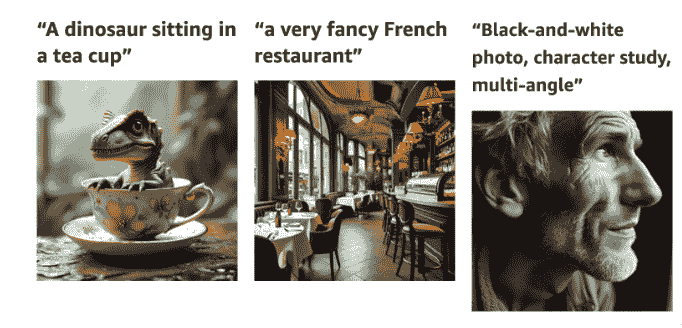 “A dinosaur sitting in
a tea cup”
“a very fancy French
restaurant”
“Black-and-white
photo, character study,
multi-angle”